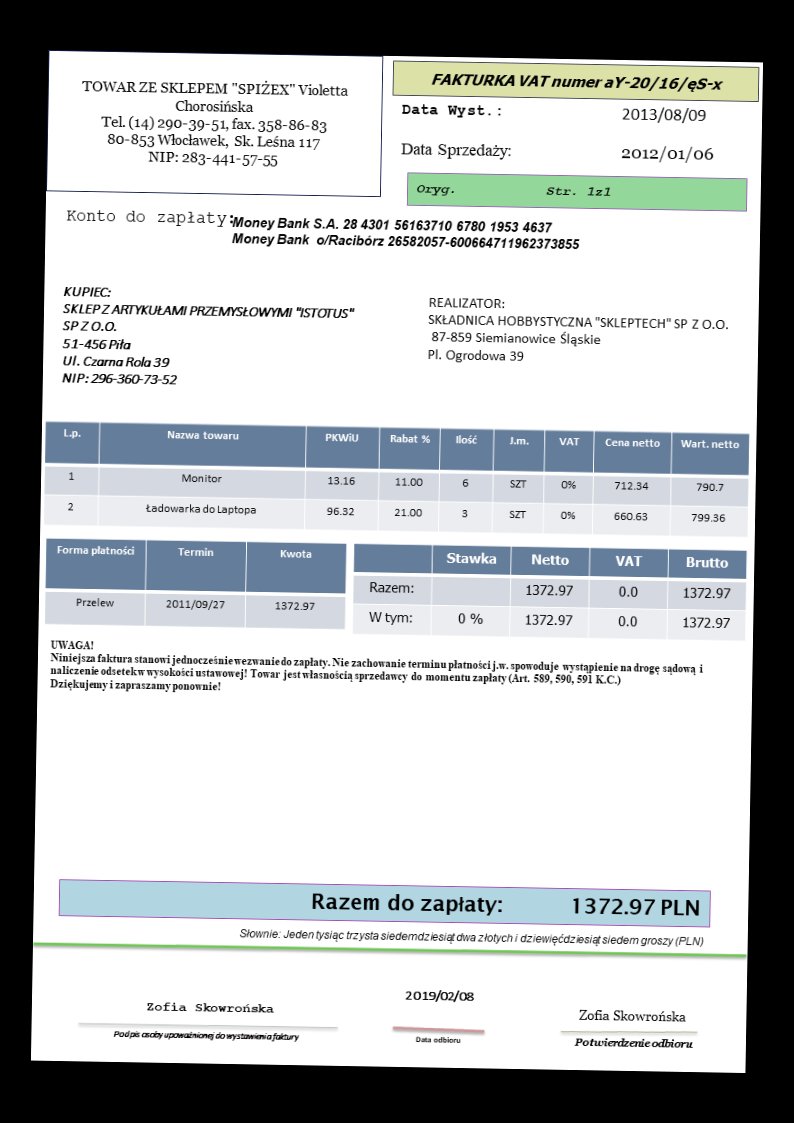 TOWAR ZE SKLEPEM "SPIŻEX" Violetta
Chorosińska
Tel. (14) 290-39-51, fax. 358-86-83
80-853 Włocławek, Sk. Leśna 117
NIP: 283-441-57-55
FAKTURKA VAT numer aY-20/16/ęS-x
Data Wyst.: 2013/08/09
Data Sprzedaży: 2012/01/06
Oryg. Str. 1z1
Konto do zapłaty:
Money Bank S.A. 28 4301 56163710 6780 1953 4637
Money Bank o/Racibórz 26582057-600664711962373855
KUPIEC:
SKLEP Z ARTYKUŁAMI PRZEMYSŁOWYMI "ISTOTUS"
SP Z O.O.
51-456 Piła
Ul. Czarna Rola 39
NIP: 296-360-73-52
REALIZATOR:
SKŁADNICA HOBBYSTYCZNA "SKLEPTECH" SP Z O.O.
87-859 Siemianowice Śląskie
Pl. Ogrodowa 39
L.p. Nazwa towaru PKWiU Rabat % Ilość J.m. VAT Cena netto Wart. netto
1 Monitor 13.16 11.00 6 SZT 0% 712.34 790.7
2 Ładowarka do Laptopa 96.32 21.00 3 SZT 0% 660.63 799.36
Forma płatności Termin Kwota
Przelew 2011/09/27 1372.97
Stawka Netto VAT Brutto
Razem: 1372.97 0.0 1372.97
W tym: 0 % 1372.97 0.0 1372.97
UWAGA!
Niniejsza faktura stanowi jednocześnie wezwanie do zapłaty. Nie zachowanie terminu płatności j.w. spowoduje wystąpienie na drogę sądową i
naliczenie odsetek w wysokości ustawowej! Towar jest własnością sprzedawcy do momentu zapłaty (Art. 589, 590, 591 K.C.)
Dziękujemy i zapraszamy ponownie!
Razem do zapłaty: 1372.97 PLN
Słownie: Jeden tysiąc trzysta siedemdziesiąt dwa złotych i dziewięćdziesiąt siedem groszy (PLN)
Zofia Skowrońska
Podpis osoby upoważnionej do wystawienia faktury
2019/02/08
Data odbioru
Zofia Skowrońska
Potwierdzenie odbioru